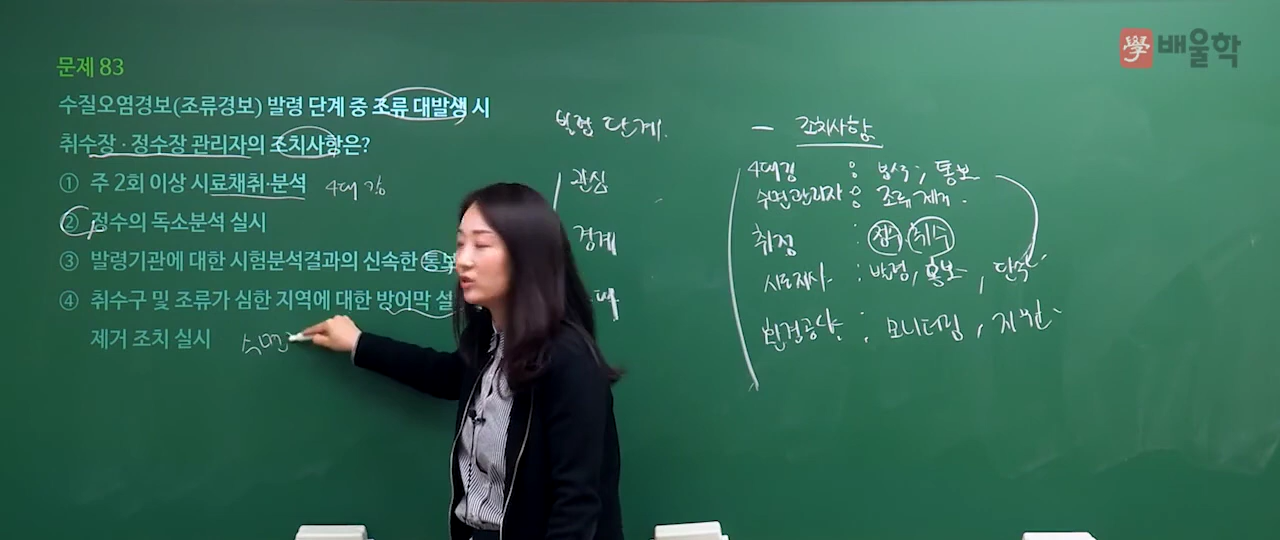 學 배울학
문제 83
수질오염경보(조류경보) 발령 단계 중 조류 대발생 시
취수장 · 정수장 관리자의 조치사항은?
① 주 2회 이상 시료채취·분석 4대강
② 정수의 독소분석 실시
③ 발령기관에 대한 시험분석결과의 신속한 통보
④ 취수구 및 조류가 심한 지역에 대한 방어막 설
제거 조치 실시 수면
발령 단계.
관심
경계
- 조치사항
4대강 : 분석, 통보
수면관리자 : 조류 제거.
취정 : 정수, 취수
: 발령, 홍보, 단속
환경공단 : 모니터링, 지원